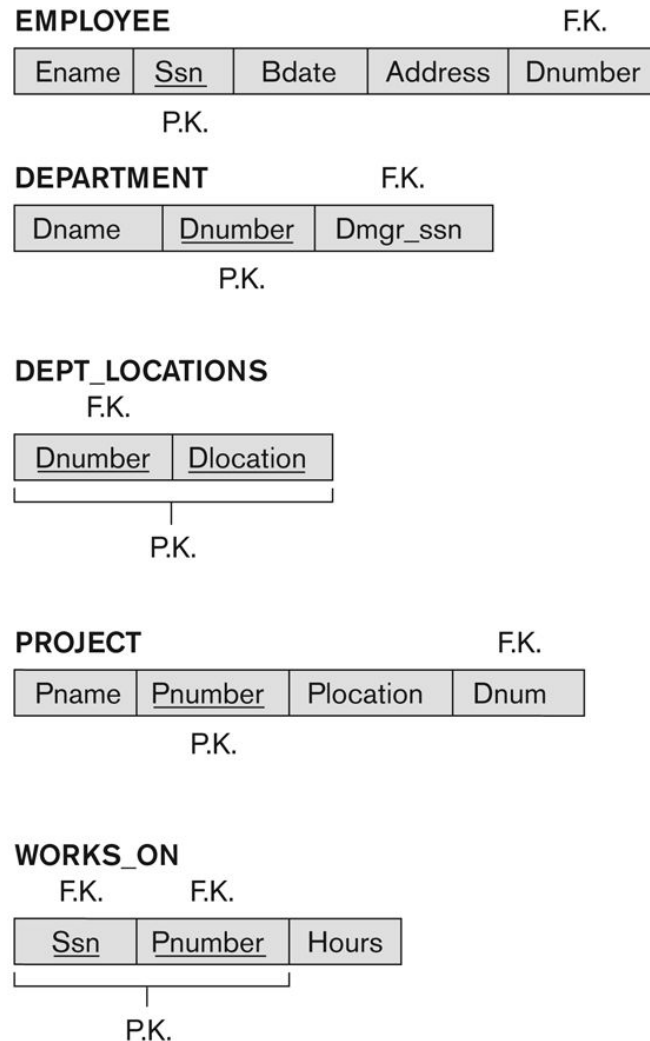 EMPLOYEE F.K.
Ename Ssn Bdate Address Dnumber
P.K.
DEPARTMENT F.K.
Dname Dnumber Dmgr_ssn
P.K.
DEPT_LOCATIONS
F.K.
Dnumber Dlocation
P.K.
PROJECT F.K.
Pname Pnumber Plocation Dnum
P.K.
WORKS_ON
F.K. F.K.
Ssn Pnumber Hours
P.K.